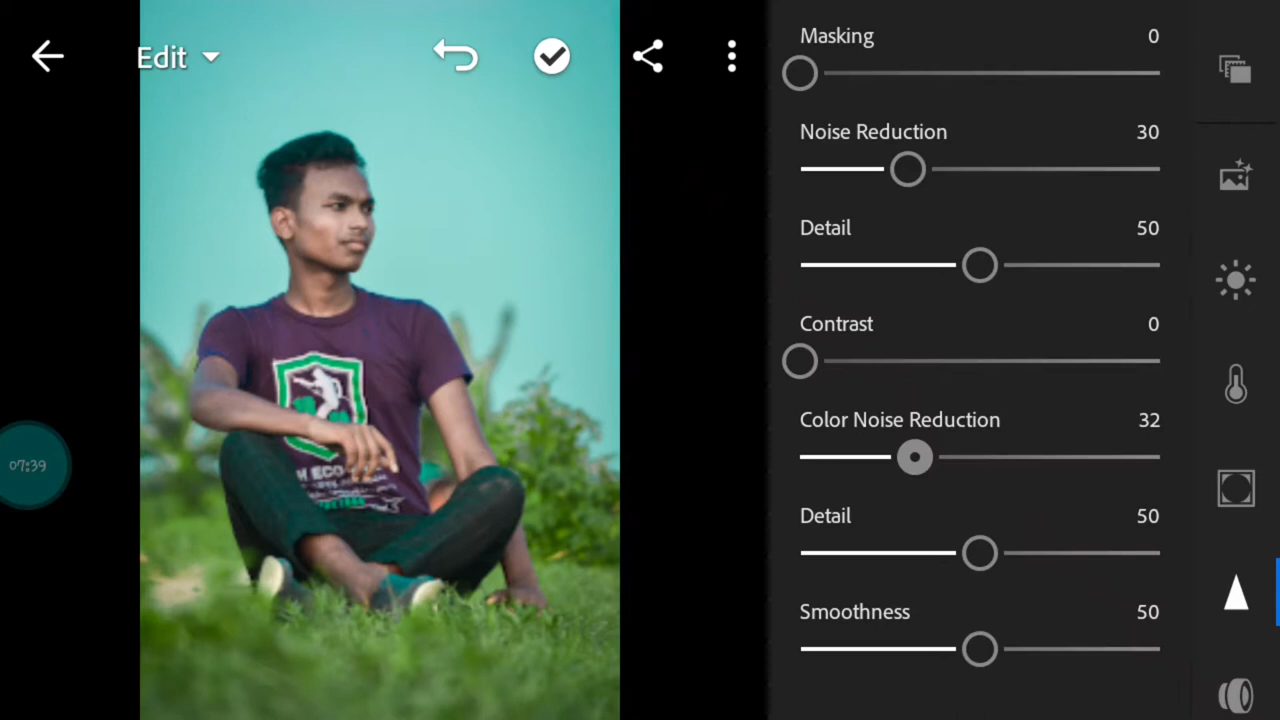 Edit
Masking 0
Noise Reduction 30
Detail 50
Contrast 0
Color Noise Reduction 32
Detail 50
Smoothness 50
07:39
H ECO